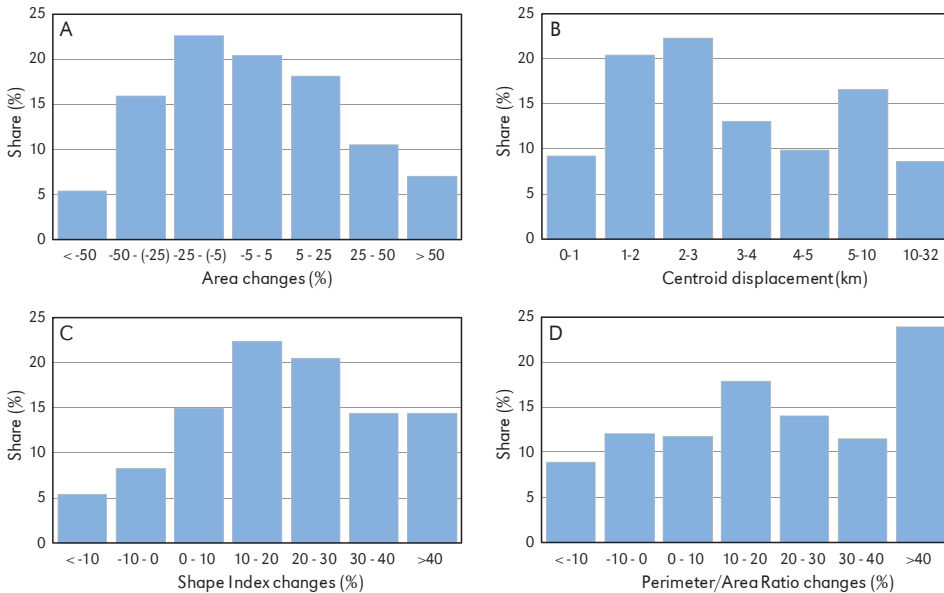 A
Share (%)
25
20
15
10
5
0
< -50 -50 - (-25) -25 - (-5) -5 - 5 5 - 25 25 - 50 > 50
Area changes (%)
B
Share (%)
25
20
15
10
5
0
0-1 1-2 2-3 3-4 4-5 5-10 10-32
Centroid displacement (km)
C
Share (%)
25
20
15
10
5
0
< -10 -10 - 0 0 - 10 10 - 20 20 - 30 30 - 40 >40
Shape Index changes (%)
D
Share (%)
25
20
15
10
5
0
< -10 -10 - 0 0 - 10 10 - 20 20 - 30 30 - 40 >40
Perimeter/Area Ratio changes (%)